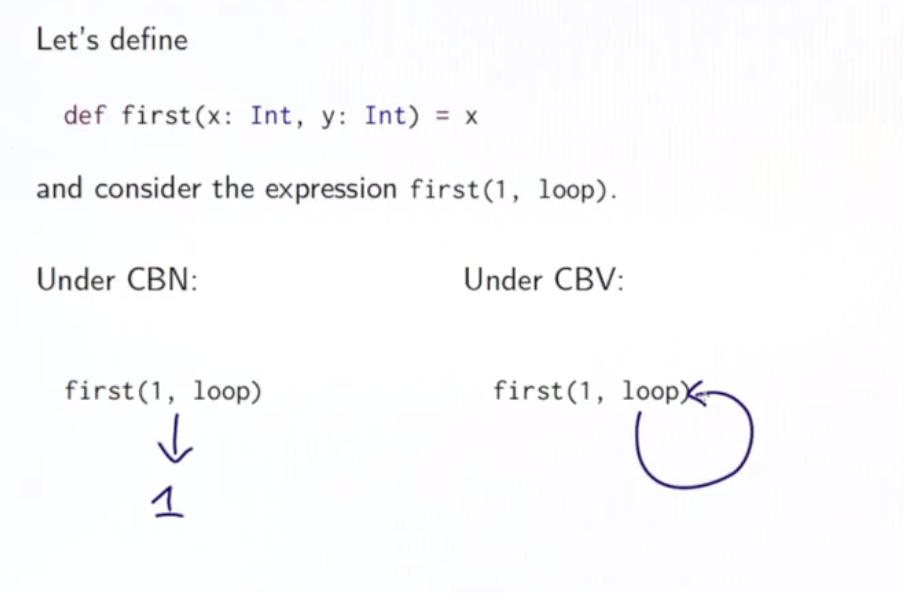 Let's define
def first(x: Int, y: Int) = x
and consider the expression first(1, loop).
Under CBN:
Under CBV:
first(1, loop)
first(1, loop)
1